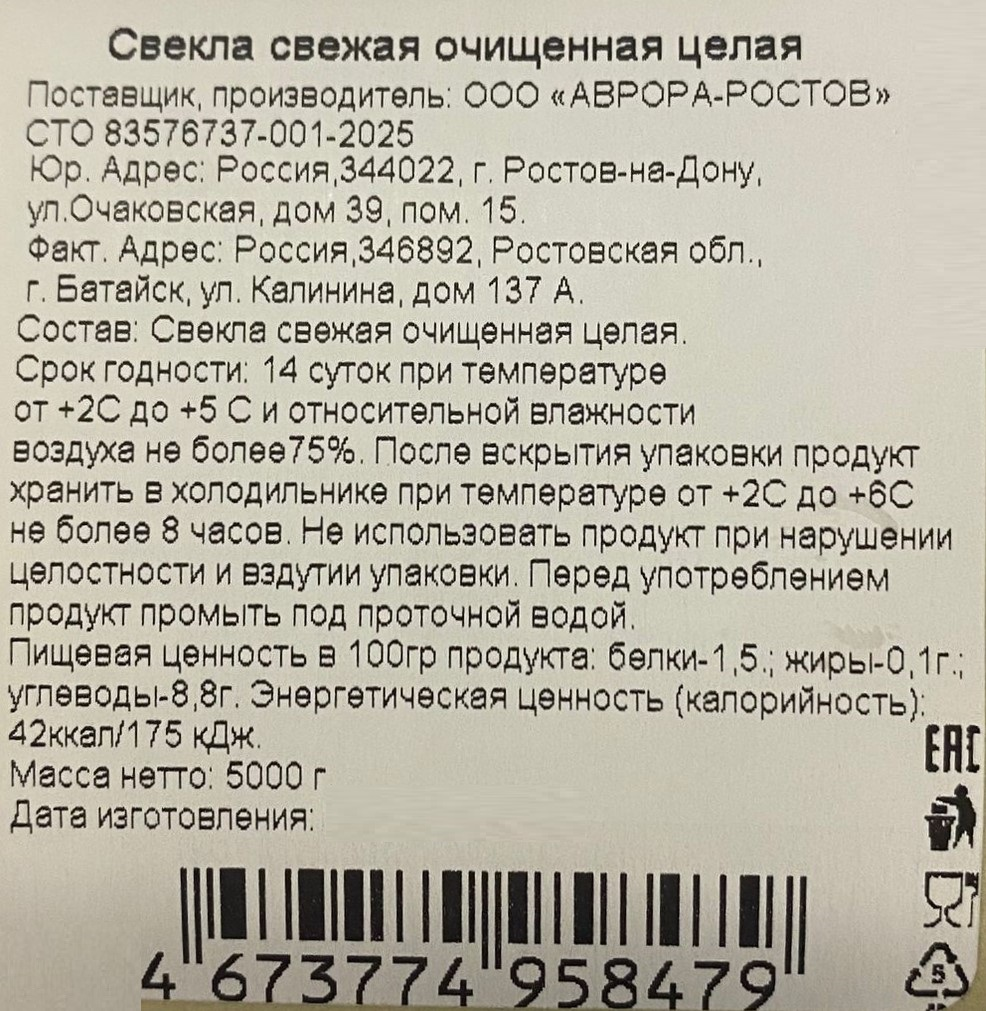 Свекла свежая очищенная целая
Поставщик, производитель: ООО «АВРОРА-РОСТОВ»
СТО 83576737-001-2025
Юр. Адрес: Россия,344022, г. Ростов-на-Дону,
ул.Очаковская, дом 39, пом. 15.
Факт. Адрес: Россия,346892, Ростовская обл.,
г. Батайск, ул. Калинина, дом 137 А.
Состав: Свекла свежая очищенная целая.
Срок годности: 14 суток при температуре
от +2С до +5 С и относительной влажности
воздуха не более75%. После вскрытия упаковки продукт
хранить в холодильнике при температуре от +2С до +6С
не более 8 часов. Не использовать продукт при нарушении
целостности и вздутии упаковки. Перед употреблением
продукт промыть под проточной водой.
Пищевая ценность в 100гр продукта: белки-1,5.; жиры-0,1г.;
углеводы-8,8г. Энергетическая ценность (калорийность):
42ккал/175 кДж.
Масса нетто: 5000 г
Дата изготовления:
EAC
5
4 673774 958479